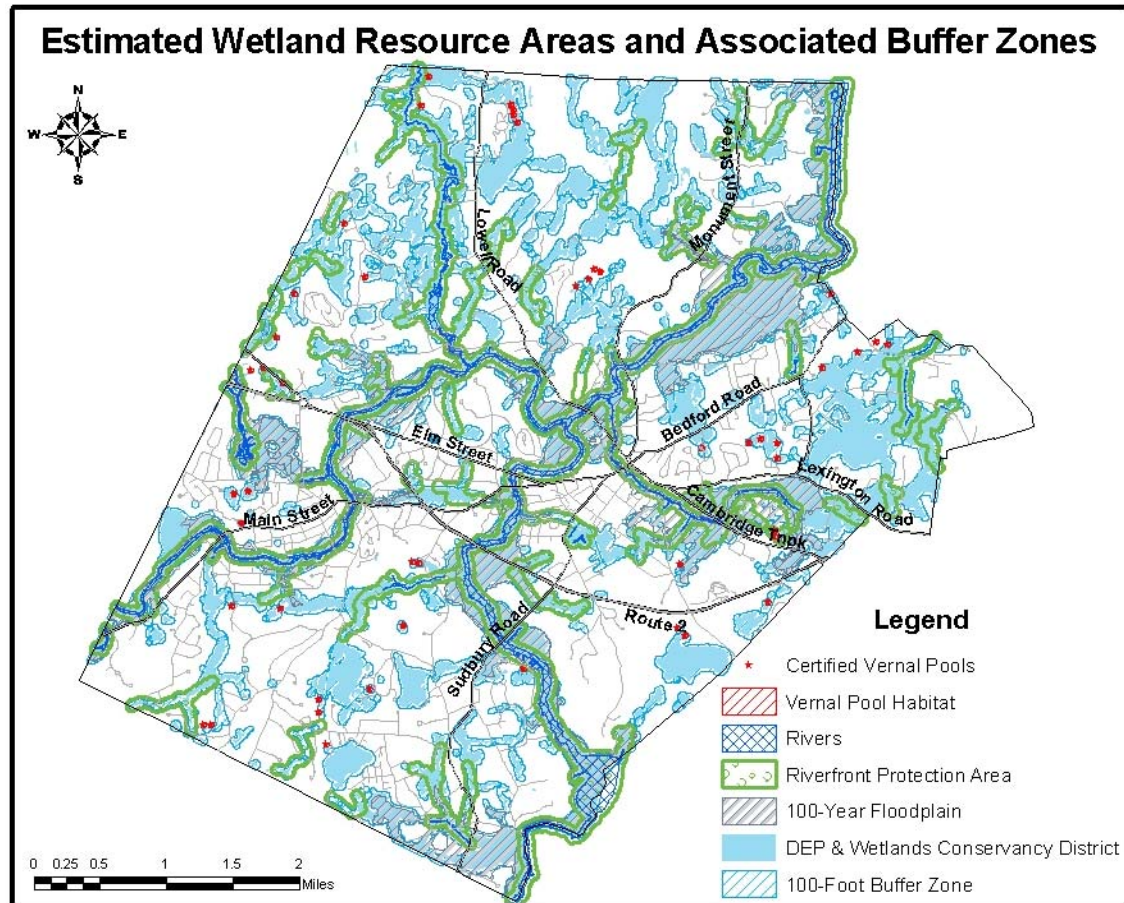 Estimated Wetland Resource Areas and Associated Buffer Zones
N
W E
S
Monument Street
Lowell Road
Bedford Road
Elm Street
Lexington Road
Main Street
Cambridge Tnpk
Route 2
Sudbury Road
Legend
Certified Vernal Pools
Vernal Pool Habitat
Rivers
Riverfront Protection Area
100-Year Floodplain
DEP & Wetlands Conservancy District
100-Foot Buffer Zone
0 0.25 0.5 1 1.5 2
Miles